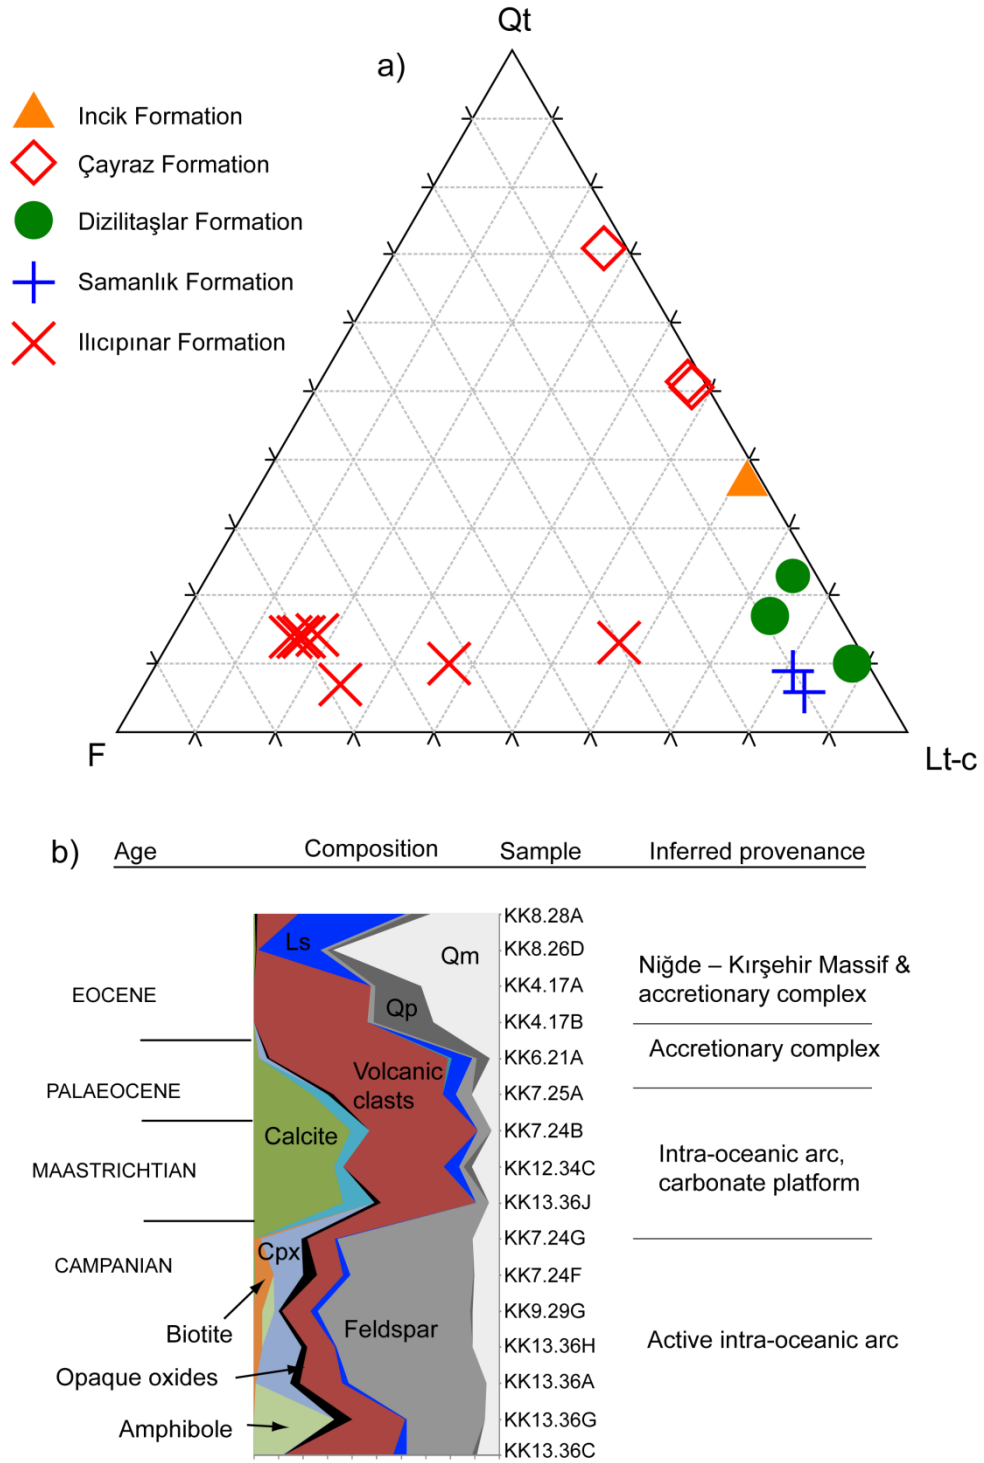 Qt
a)
Incik Formation
Çayraz Formation
Dizilitaşlar Formation
Samanlık Formation
Ilıcıpınar Formation
F
Lt-c
b)
Age
Composition
Sample
Inferred provenance
KK8.28A
Ls
KK8.26D
Qm
Niğde – Kırşehir Massif &
accretionary complex
KK4.17A
EOCENE
Qp
KK4.17B
Accretionary complex
KK6.21A
Volcanic
clasts
PALAEOCENE
KK7.25A
Calcite
KK7.24B
MAASTRICHTIAN
Intra-oceanic arc,
carbonate platform
KK12.34C
KK13.36J
KK7.24G
Cpx
CAMPANIAN
KK7.24F
KK9.29G
Biotite
Feldspar
KK13.36H
Active intra-oceanic arc
Opaque oxides
KK13.36A
Amphibole
KK13.36G
KK13.36C